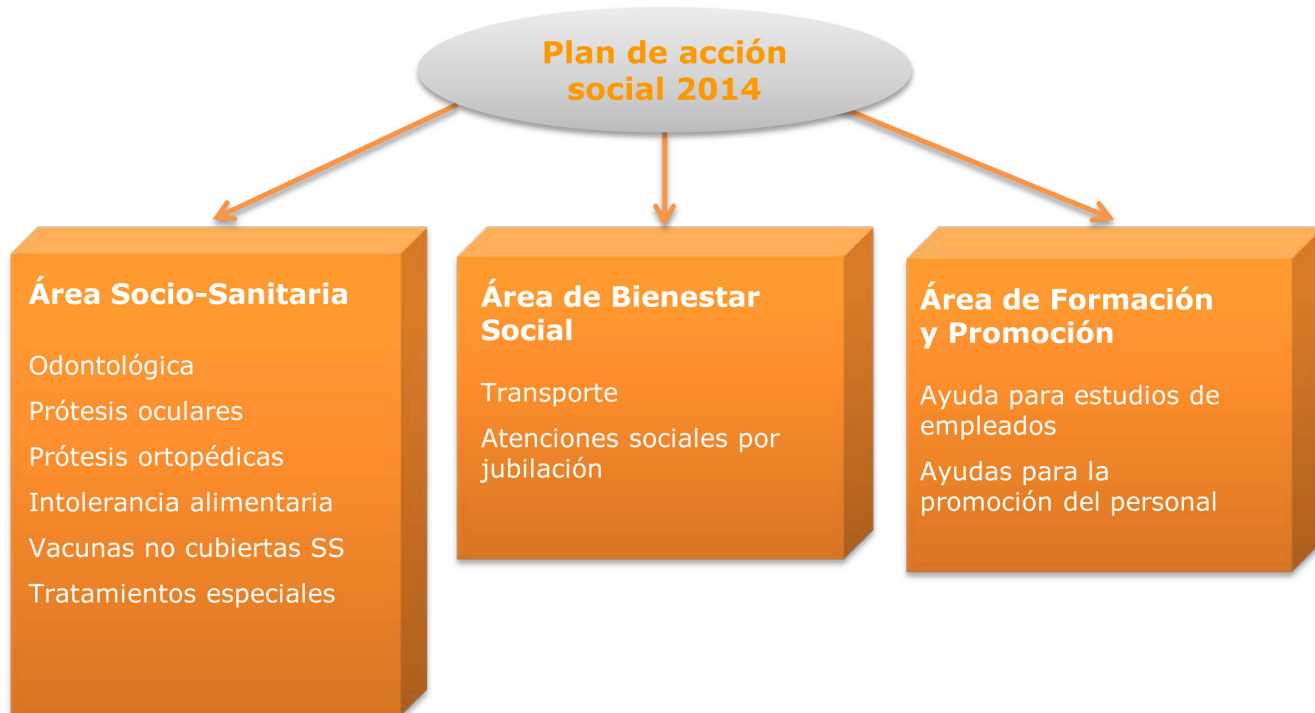 Plan de acción
social 2014
Área Socio-Sanitaria
Odontológica
Prótesis oculares
Prótesis ortopédicas
Intolerancia alimentaria
Vacunas no cubiertas SS
Tratamientos especiales
Área de Bienestar
Social
Transporte
Atenciones sociales por
jubilación
Área de Formación
y Promoción
Ayuda para estudios de
empleados
Ayudas para la
promoción del personal